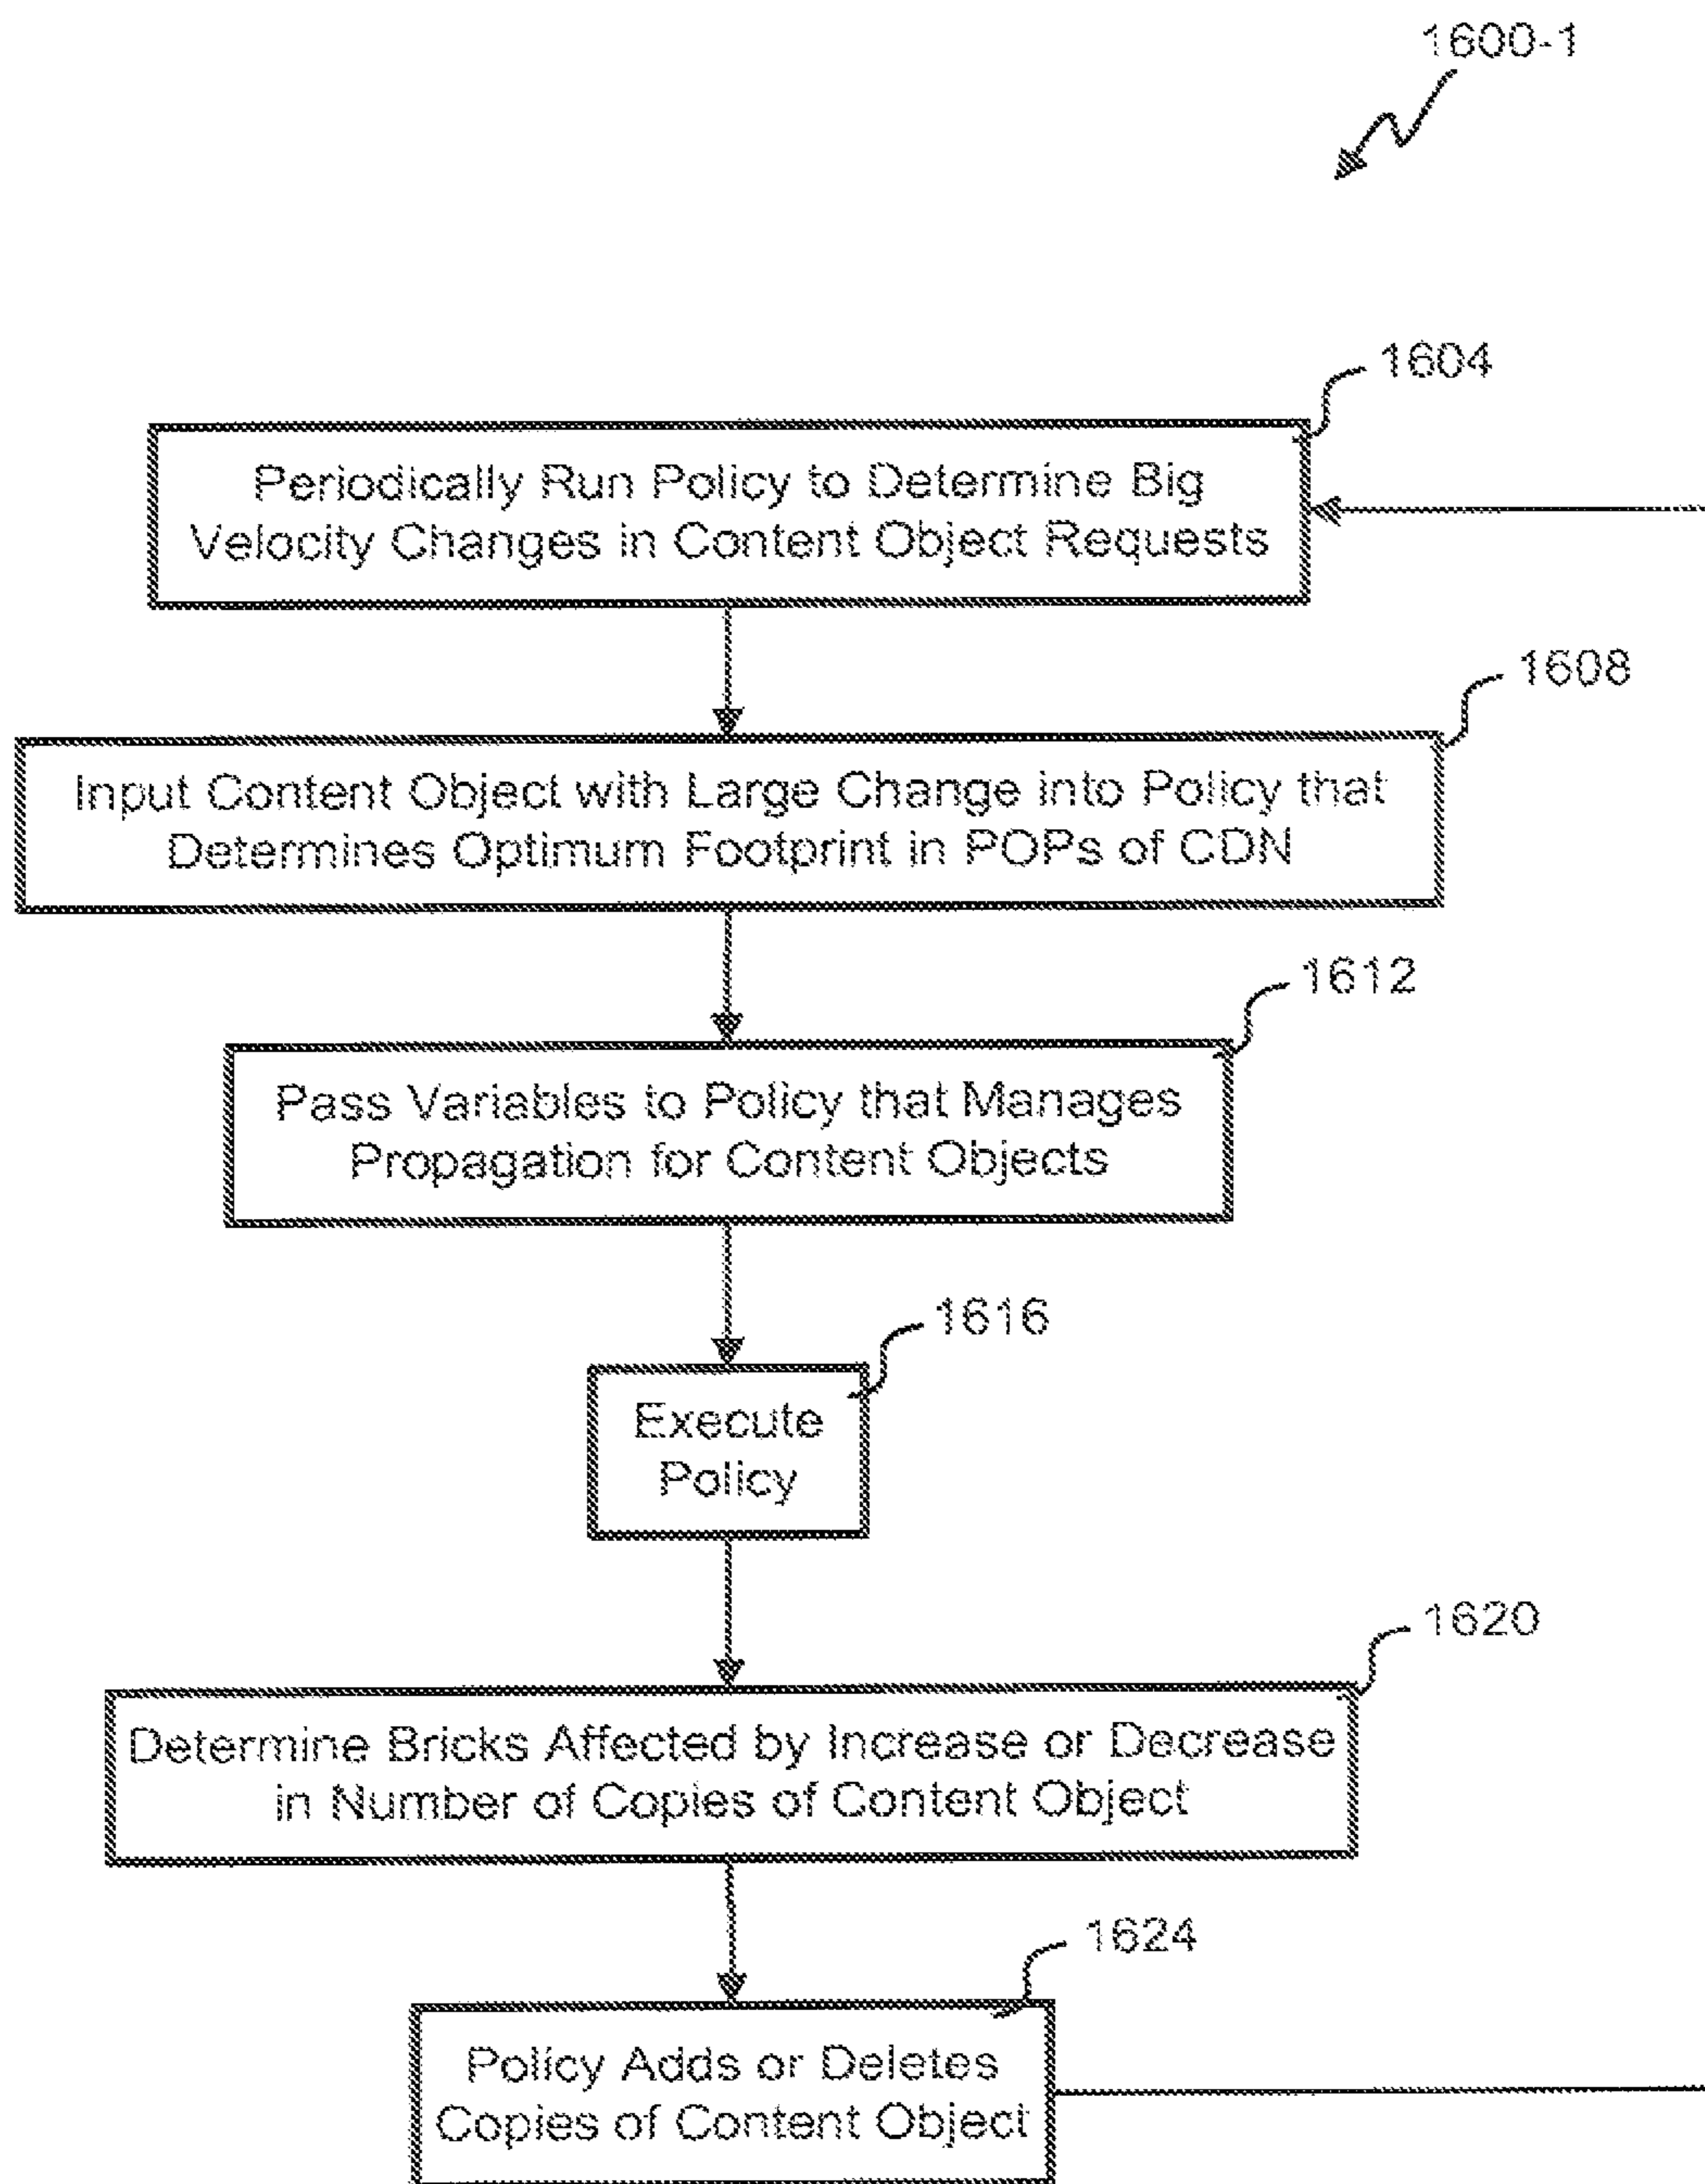 1600-1
1604
Periodically Run Policy to Determine Big
Velocity Changes in Content Object Requests
1608
Input Content Object with Large Change into Policy that
Determines Optimum Footprint in POPs of CDN
1612
Pass Variables to Policy that Manages
Propagation for Content Objects
1616
Execute
Policy
1620
Determine Bricks Affected by Increase or Decrease
in Number of Copies of Content Object
1624
Policy Adds or Deletes
Copies of Content Object